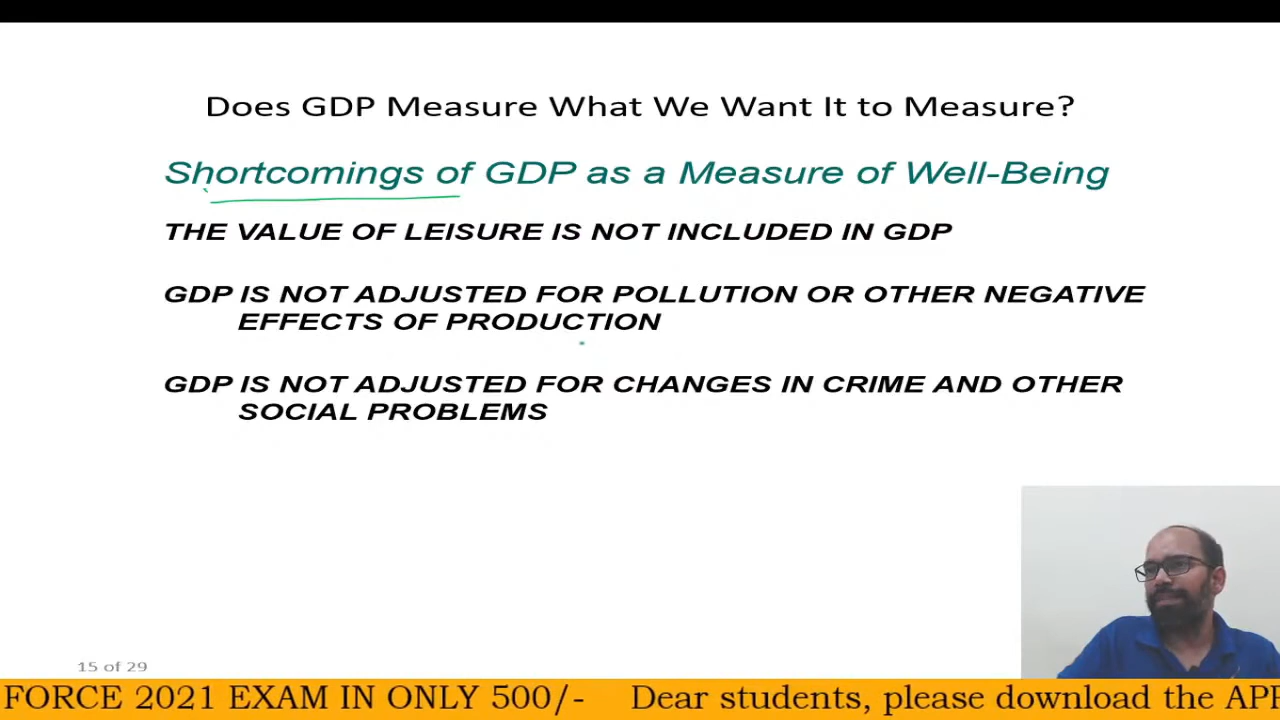 Does GDP Measure What We Want It to Measure?
Shortcomings of GDP as a Measure of Well-Being
THE VALUE OF LEISURE IS NOT INCLUDED IN GDP
GDP IS NOT ADJUSTED FOR POLLUTION OR OTHER NEGATIVE
EFFECTS OF PRODUCTION
GDP IS NOT ADJUSTED FOR CHANGES IN CRIME AND OTHER
SOCIAL PROBLEMS
15 of 29
FORCE 2021 EXAM IN ONLY 500/- Dear students, please download the APP